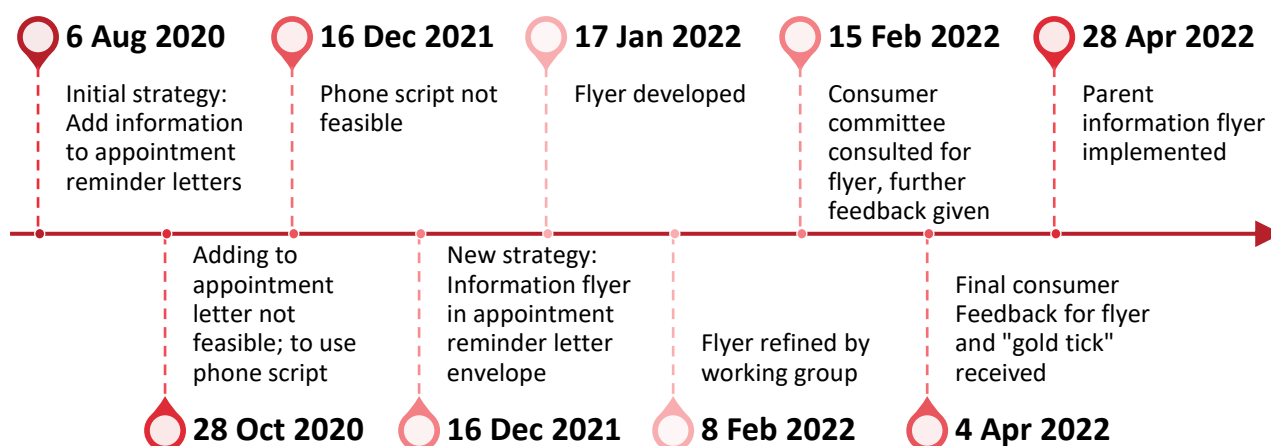 6 Aug 2020
Initial strategy:
Add information
to appointment
reminder letters
28 Oct 2020
Adding to
appointment
letter not
feasible; to use
phone script
16 Dec 2021
Phone script not
feasible
16 Dec 2021
New strategy:
Information flyer
in appointment
reminder letter
envelope
17 Jan 2022
Flyer developed
8 Feb 2022
Flyer refined by
working group
15 Feb 2022
Consumer
committee
consulted for
flyer, further
feedback given
4 Apr 2022
Final consumer
Feedback for flyer
and "gold tick"
received
28 Apr 2022
Parent
information flyer
implemented